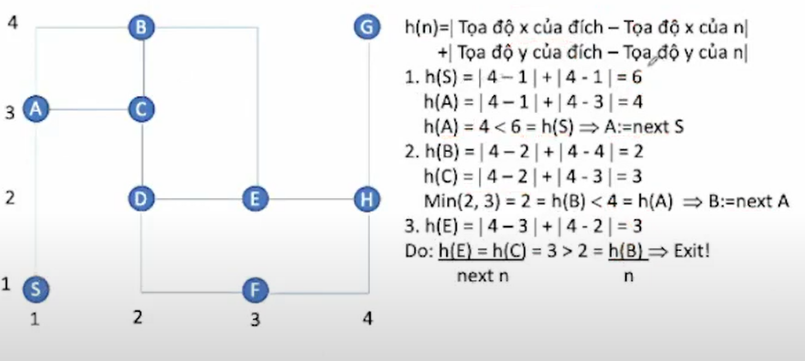 4
B
G
3
A
C
2
D
E
H
1
S
F
1
2
3
4
h(n)=| Tọa độ x của đích – Tọa độ x của n|
+| Tọa độ y của đích – Tọa độ y của n|
1. h(S) = | 4 – 1 | + | 4 - 1 | = 6
h(A) = | 4 – 1 | + | 4 - 3 | = 4
h(A) = 4 < 6 = h(S) ⇒ A:=next S
2. h(B) = | 4 – 2 | + | 4 - 4 | = 2
h(C) = | 4 – 2 | + | 4 - 3 | = 3
Min(2, 3) = 2 = h(B) < 4 = h(A) ⇒ B:=next A
3. h(E) = | 4 – 3 | + | 4 - 2 | = 3
Do: h(E) = h(C) = 3 > 2 = h(B) ⇒ Exit!
next n n